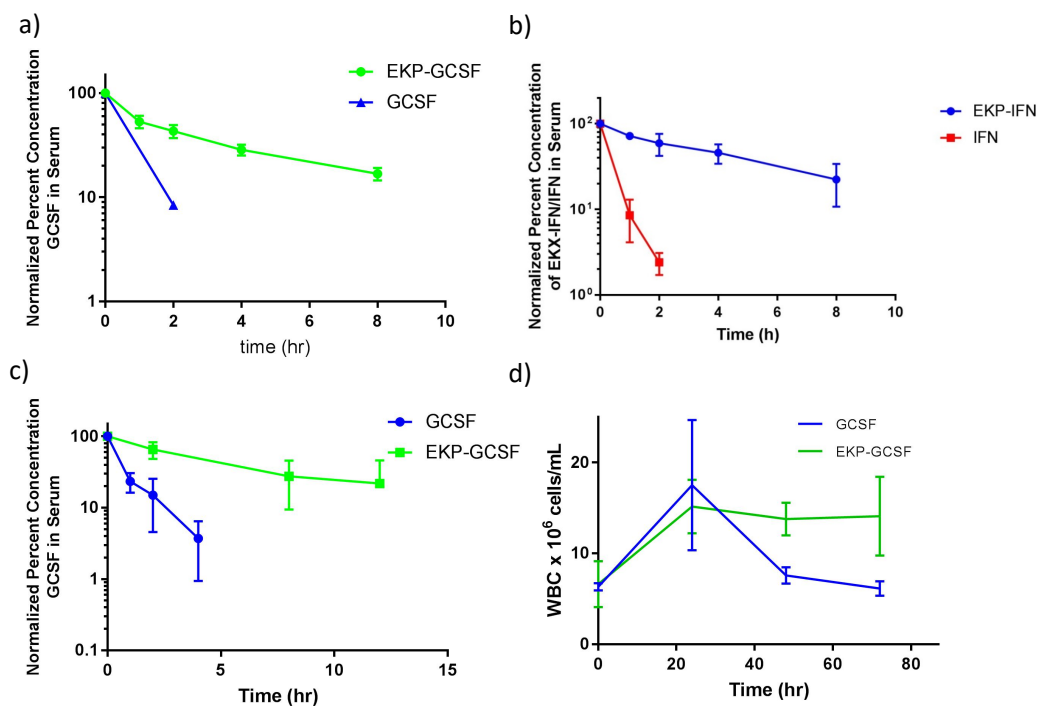 a)
EKP-GCSF
GCSF
Normalized Percent Concentration
GCSF in Serum
100
10
1
0 2 4 6 8 10
time (hr)
b)
EKP-IFN
IFN
Normalized Percent Concentration
of EKX-IFN/IFN in Serum
10²
10¹
10⁰
0 2 4 6 8 10
Time (h)
c)
GCSF
EKP-GCSF
Normalized Percent Concentration
GCSF in Serum
100
10
1
0.1
0 5 10 15
Time (hr)
d)
GCSF
EKP-GCSF
WBC x 10⁶ cells/mL
20
10
0
0 20 40 60 80
Time (hr)